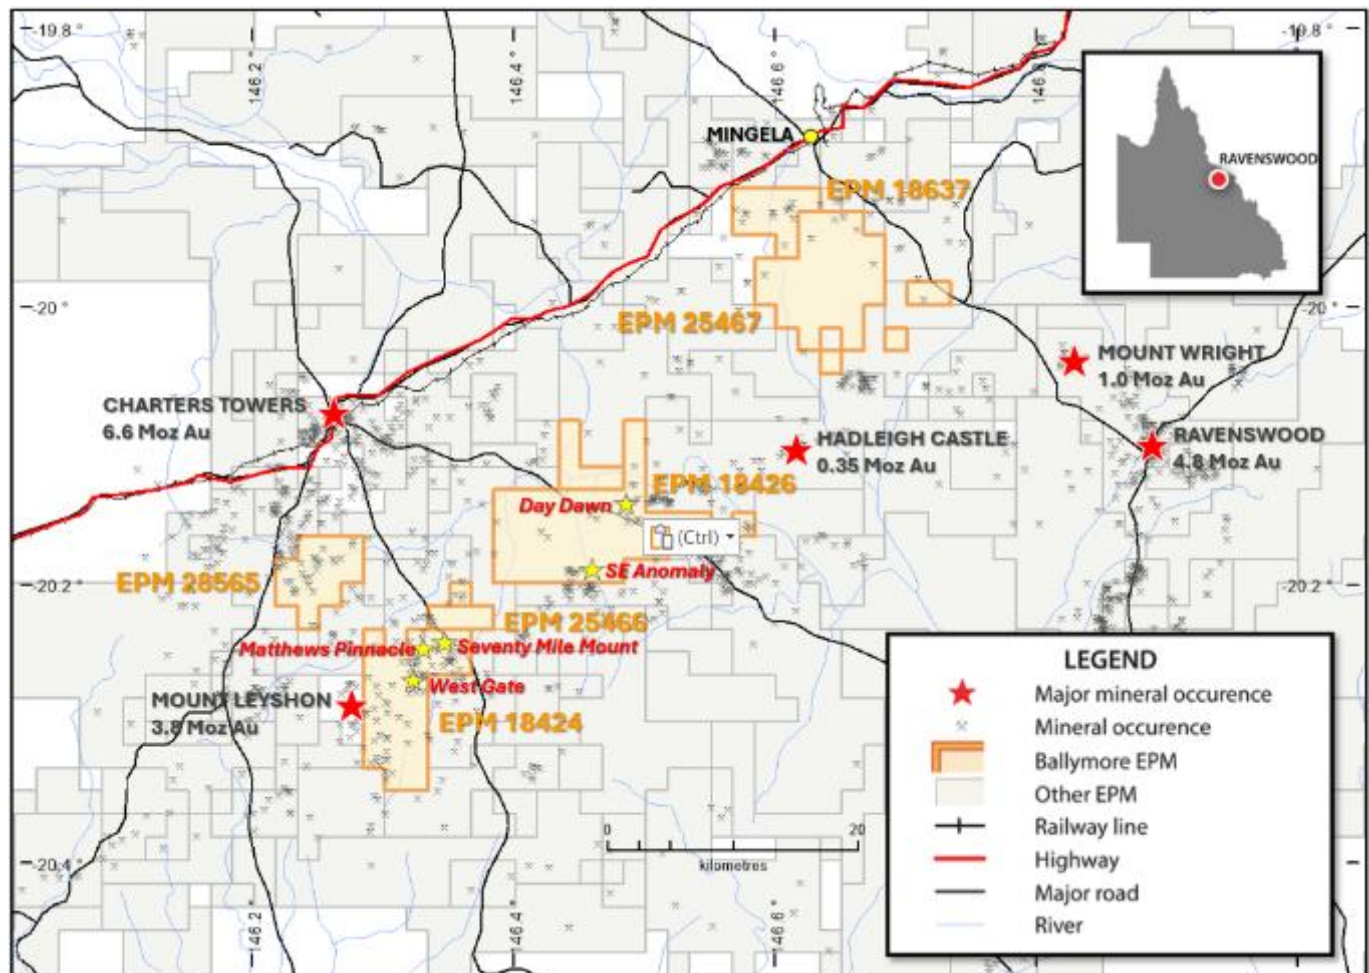 -19.8 °
-19.8 °
146.2 °
146.4 °
146.6 °
MINGELA
RAVENSWOOD
EPM 18637
-20 °
-20 °
EPM 25467
MOUNT WRIGHT
1.0 Moz Au
CHARTERS TOWERS
6.6 Moz Au
HADLEIGH CASTLE
0.35 Moz Au
RAVENSWOOD
4.8 Moz Au
EPM 18426
Day Dawn
(Ctrl)
SE Anomaly
EPM 28565
-20.2 °
-20.2 °
EPM 25466
Matthews Pinnacle
Seventy Mile Mount
West Gate
MOUNT LEYSHON
3.8 Moz Au
EPM 18424
LEGEND
Major mineral occurence
Mineral occurence
Ballymore EPM
Other EPM
Railway line
Highway
Major road
River
0 20
kilometres
-20.4 °
146.2 °
146.4 °
146.6 °